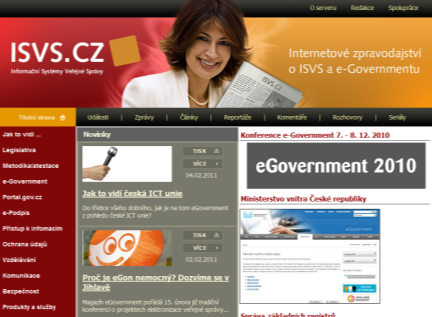 O serveru
Redakce
Spolupráce
ISVS.CZ
Informační Systémy Veřejné Správy
ISVS.CZ
Internetové zpravodajství
o ISVS a e-Governmentu
Titulní strana
Události | Zprávy | Články | Reportáže | Komentáře | Rozhovory | Seriály
Jak to vidí ...
Legislativa
Metodika/atestace
e-Government
Portal.gov.cz
e-Podpis
Přístup k infomacím
Ochrana údajů
Vzdělávání
Komunikace
Bezpečnost
Produkty a služby
Novinky
TISK
VÍCE
04.02.2011
Jak to vidí česká ICT unie
Do třetice všeho dobrého, jak je na tom eGovernment
z pohledu české ICT unie?
TISK
VÍCE
02.02.2011
Proč je eGon nemocný? Dozvíme se v
Jihlavě
Magazín eGovernment pořádá 15. února již tradiční
konferenci o projektech elektronizace veřejné správy...
Konference e-Government 7. - 8. 12. 2010
eGovernment 2010
Ministerstvo vnitra České republiky
Správa základních registrů